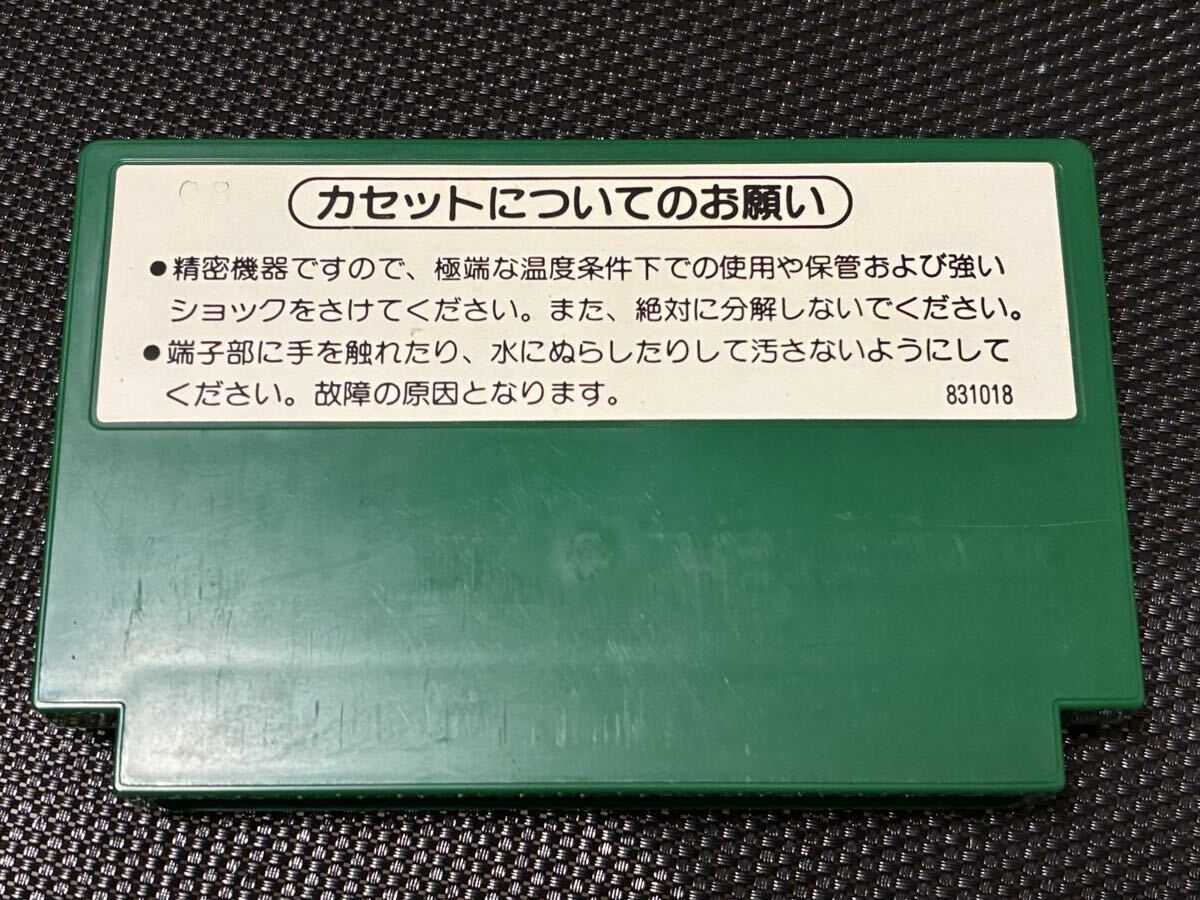 カセットについてのお願い
●精密機器ですので、極端な温度条件下での使用や保管および強い
ショックをさけてください。また、絶対に分解しないでください。
●端子部に手を触れたり、水にぬらしたりして汚さないようにして
ください。故障の原因となります。 831018